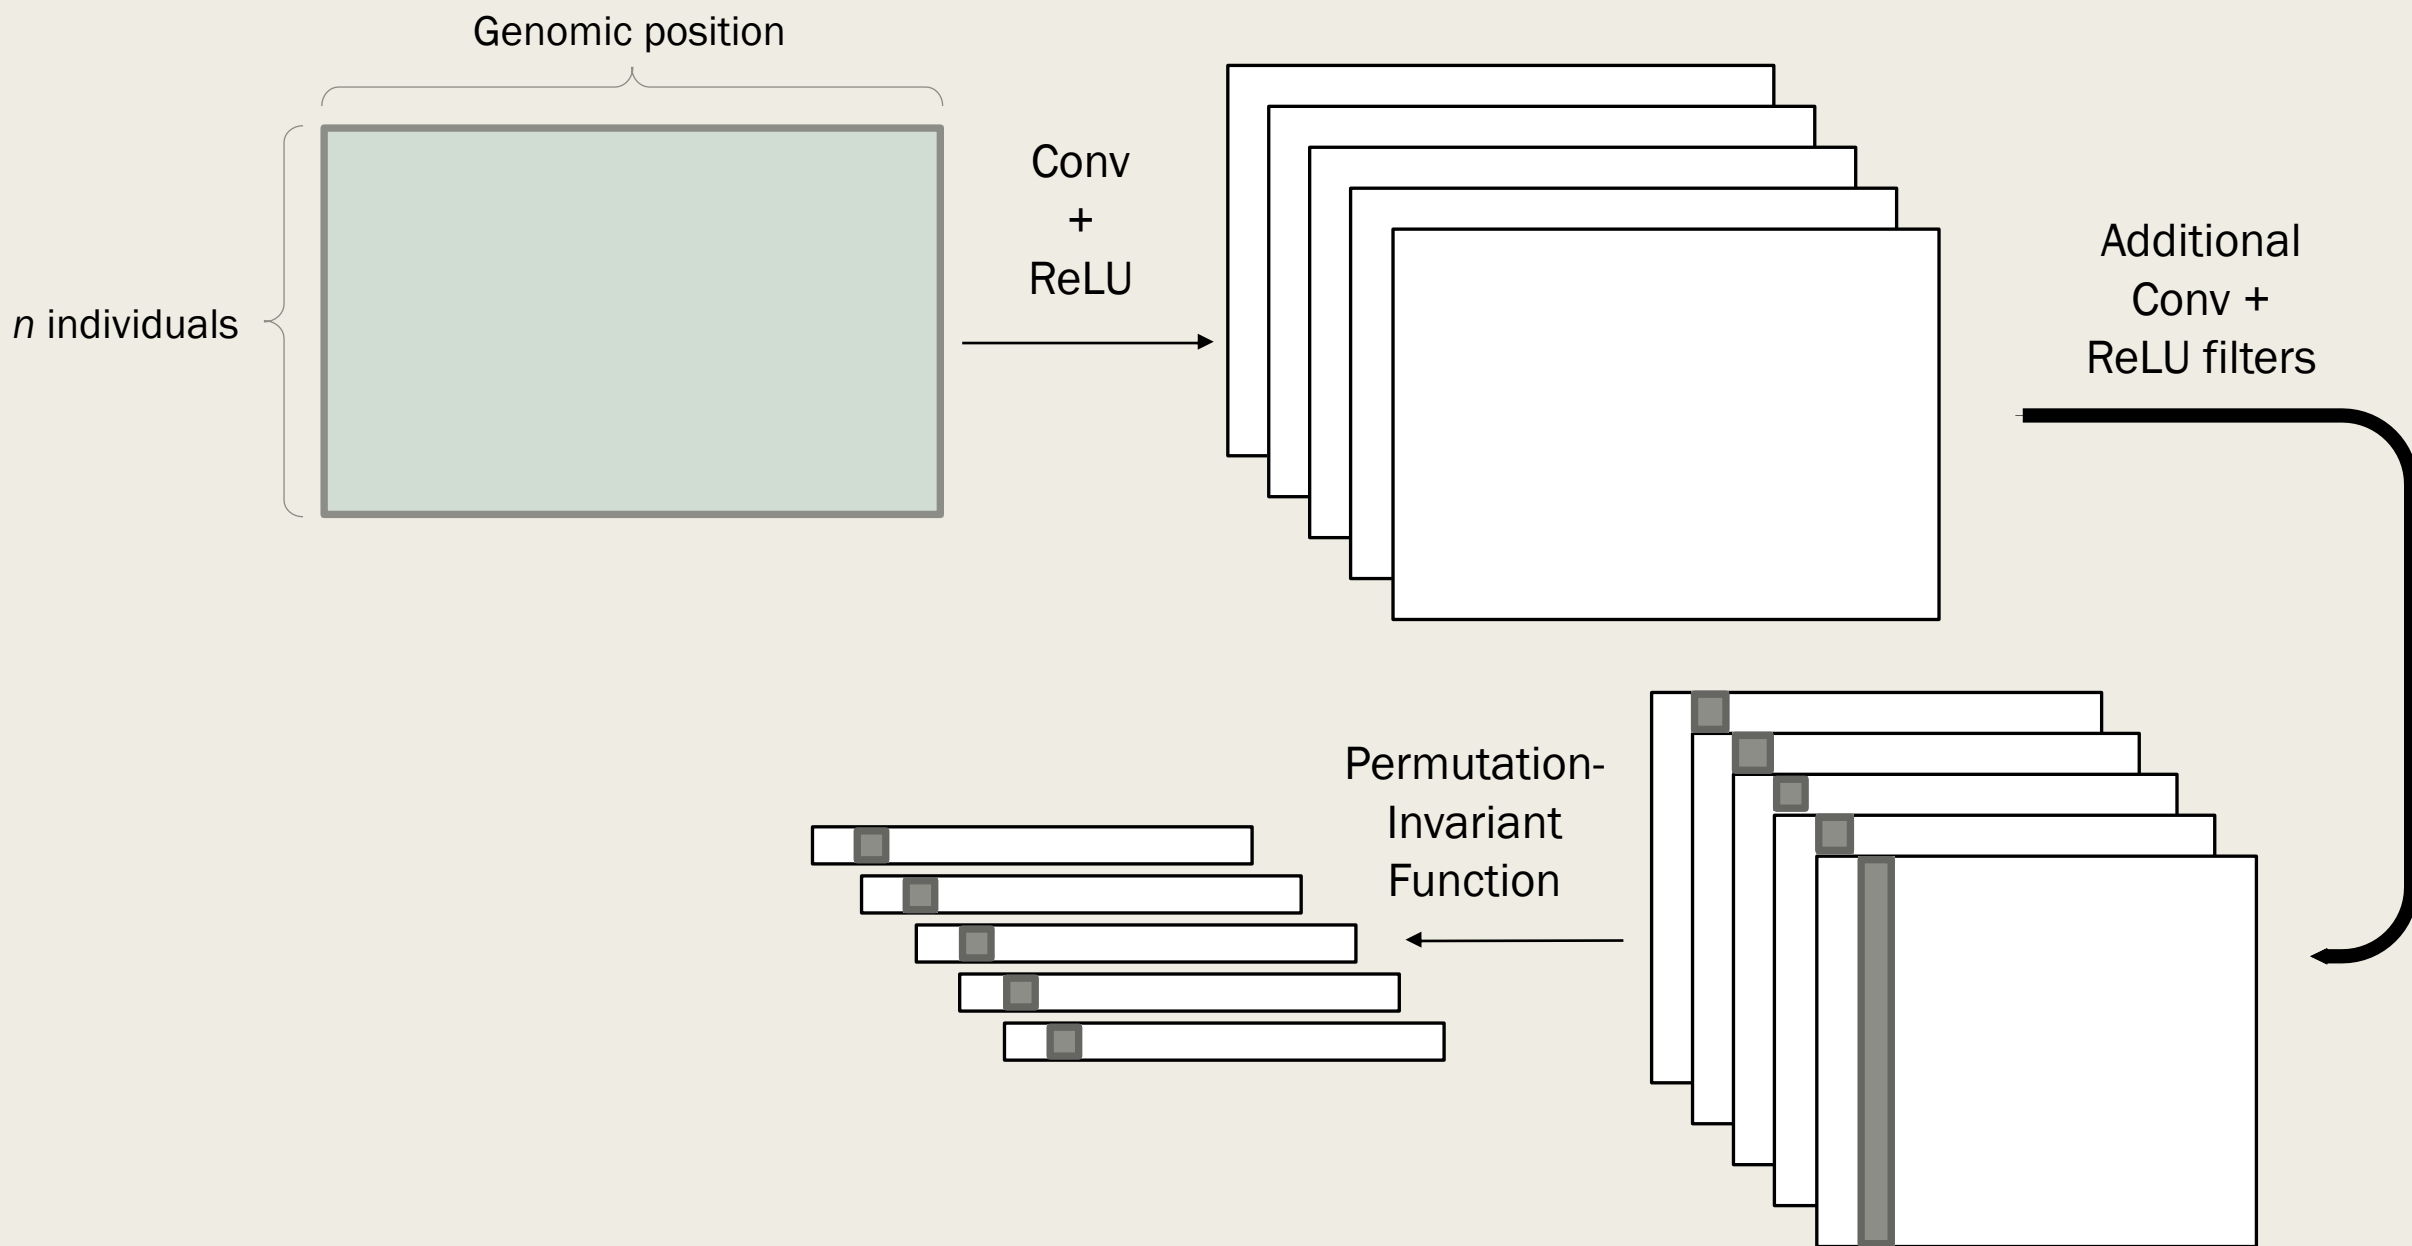 Genomic position
n individuals
Conv
+
ReLU
Additional
Conv +
ReLU filters
Permutation-
Invariant
Function